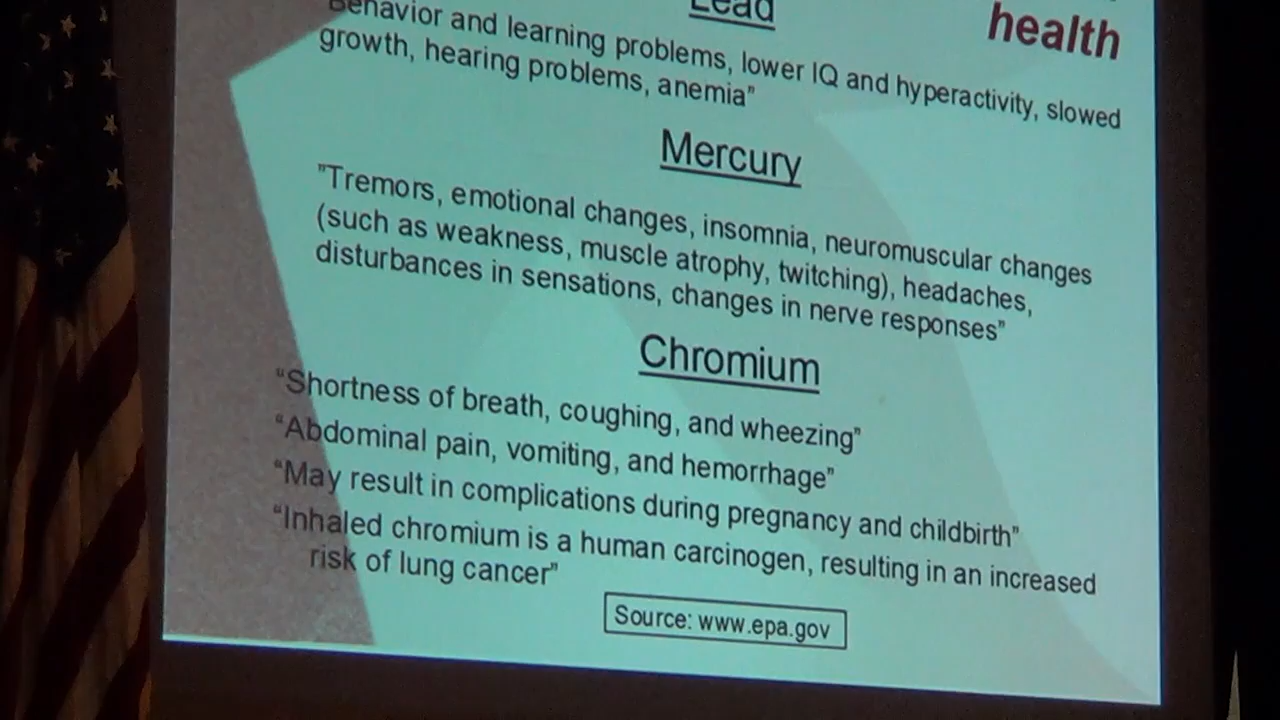 Lead
health
Behavior and learning problems, lower IQ and hyperactivity, slowed
growth, hearing problems, anemia”
Mercury
”Tremors, emotional changes, insomnia, neuromuscular changes
(such as weakness, muscle atrophy, twitching), headaches,
disturbances in sensations, changes in nerve responses”
Chromium
“Shortness of breath, coughing, and wheezing”
“Abdominal pain, vomiting, and hemorrhage”
“May result in complications during pregnancy and childbirth”
“Inhaled chromium is a human carcinogen, resulting in an increased
risk of lung cancer”
Source: www.epa.gov